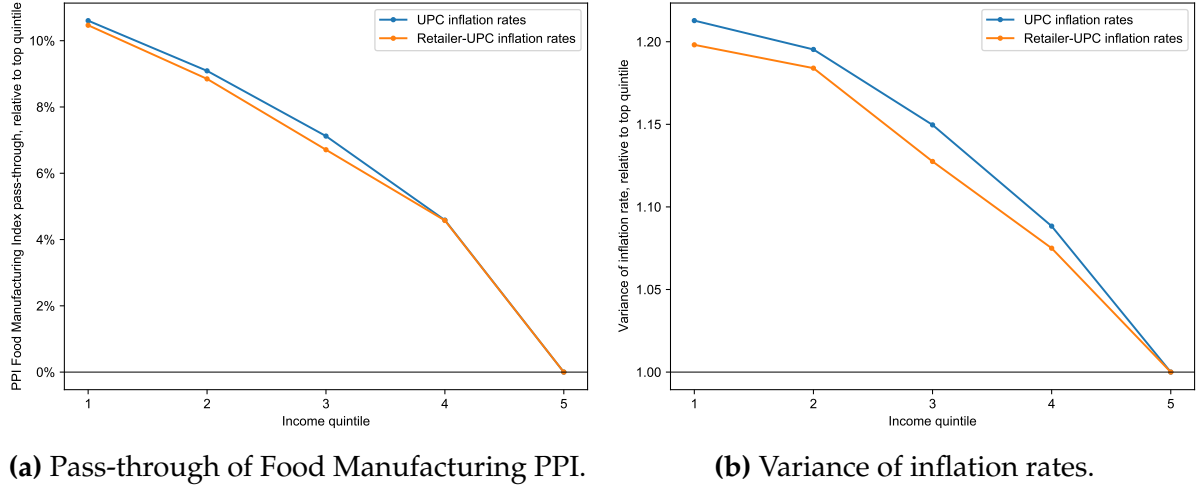 PPI Food Manufacturing Index pass-through, relative to top quintile
10%
8%
6%
4%
2%
0%
UPC inflation rates
Retailer-UPC inflation rates
1 2 3 4 5
Income quintile
(a) Pass-through of Food Manufacturing PPI.
Variance of inflation rate, relative to top quintile
1.20
1.15
1.10
1.05
1.00
UPC inflation rates
Retailer-UPC inflation rates
1 2 3 4 5
Income quintile
(b) Variance of inflation rates.